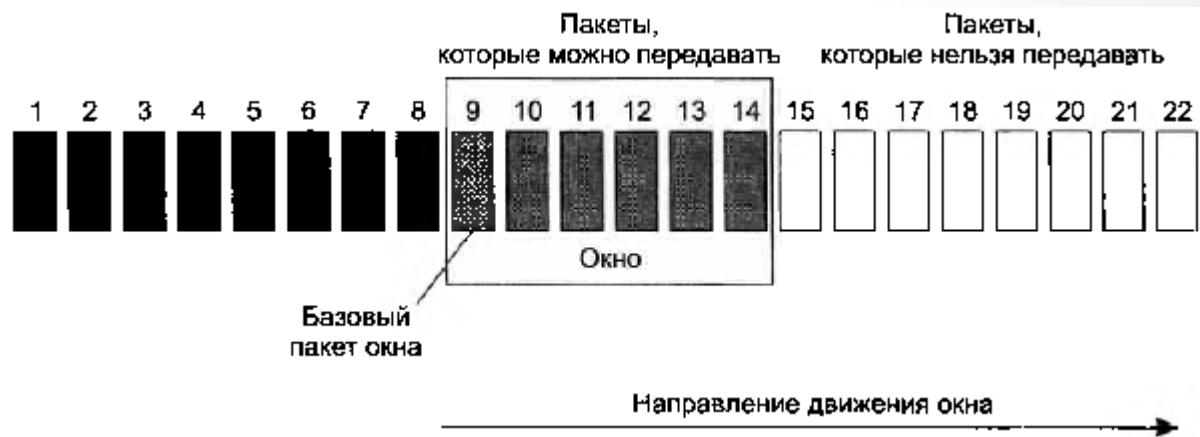 Пакеты,
которые можно передавать
Пакеты,
которые нельзя передавать
1 2 3 4 5 6 7 8 9 10 11 12 13 14 15 16 17 18 19 20 21 22
Окно
Базовый
пакет окна
Направление движения окна